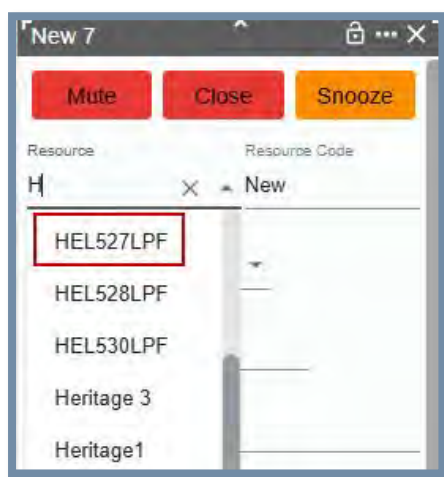 New 7
Mute Close Snooze
Resource Resource Code
H New
HEL527LPF
HEL528LPF
HEL530LPF
Heritage 3
Heritage1